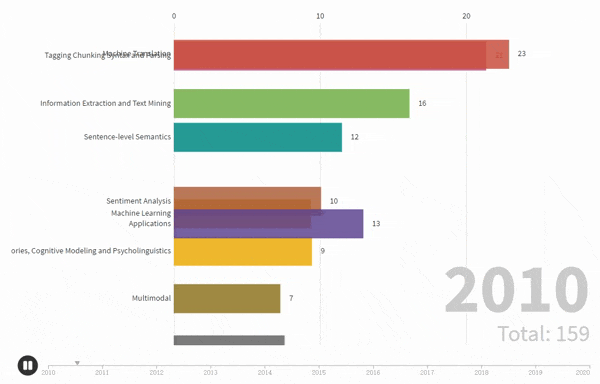 0 10 20
Machine Translation
Tagging Chunking Syntax and Parsing
23
Information Extraction and Text Mining 16
Sentence-level Semantics 12
Sentiment Analysis 10
Machine Learning
Applications 13
ories, Cognitive Modeling and Psycholinguistics 9
Multimodal 7
2010
Total: 159
2010 2011 2012 2013 2014 2015 2016 2017 2018 2019 2020